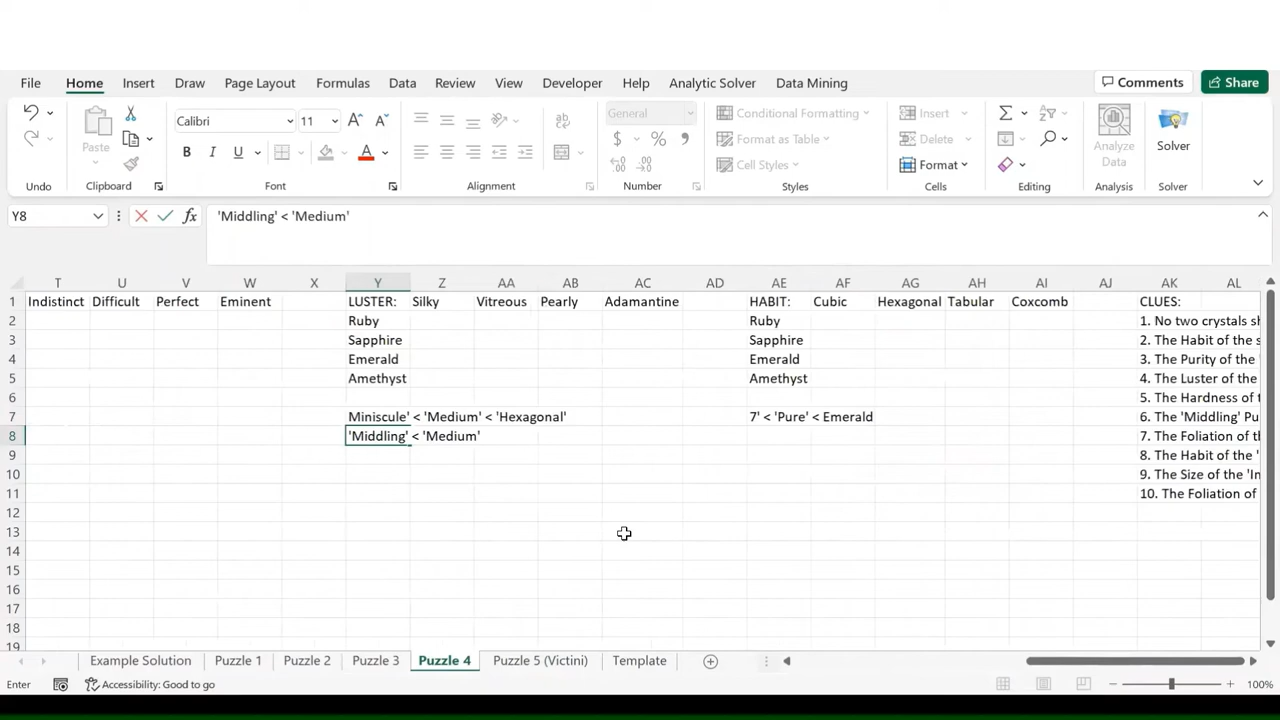 File Home Insert Draw Page Layout Formulas Data Review View Developer Help Analytic Solver Data Mining Comments Share
Calibri 11 General Conditional Formatting Insert
Paste B I U A $ % Format as Table Delete Analyze Data Solver
Cell Styles Format
Undo Clipboard Font Alignment Number Styles Cells Editing Analysis Solver
Y8 fx 'Middling' < 'Medium'
T U V W X Y Z AA AB AC AD AE AF AG AH AI AJ AK AL
1 Indistinct Difficult Perfect Eminent LUSTER: Silky Vitreous Pearly Adamantine HABIT: Cubic Hexagonal Tabular Coxcomb CLUES:
2 Ruby Ruby 1. No two crystals sh
3 Sapphire Sapphire 2. The Habit of the s
4 Emerald Emerald 3. The Purity of the '
5 Amethyst Amethyst 4. The Luster of the
6 5. The Hardness of t
7 Miniscule' < 'Medium' < 'Hexagonal' 7' < 'Pure' < Emerald 6. The 'Middling' Pu
8 'Middling' < 'Medium' 7. The Foliation of th
9 8. The Habit of the '
10 9. The Size of the 'In
11 10. The Foliation of
12
13
14
15
16
17
18
19
Example Solution Puzzle 1 Puzzle 2 Puzzle 3 Puzzle 4 Puzzle 5 (Victini) Template
Enter Accessibility: Good to go 100%